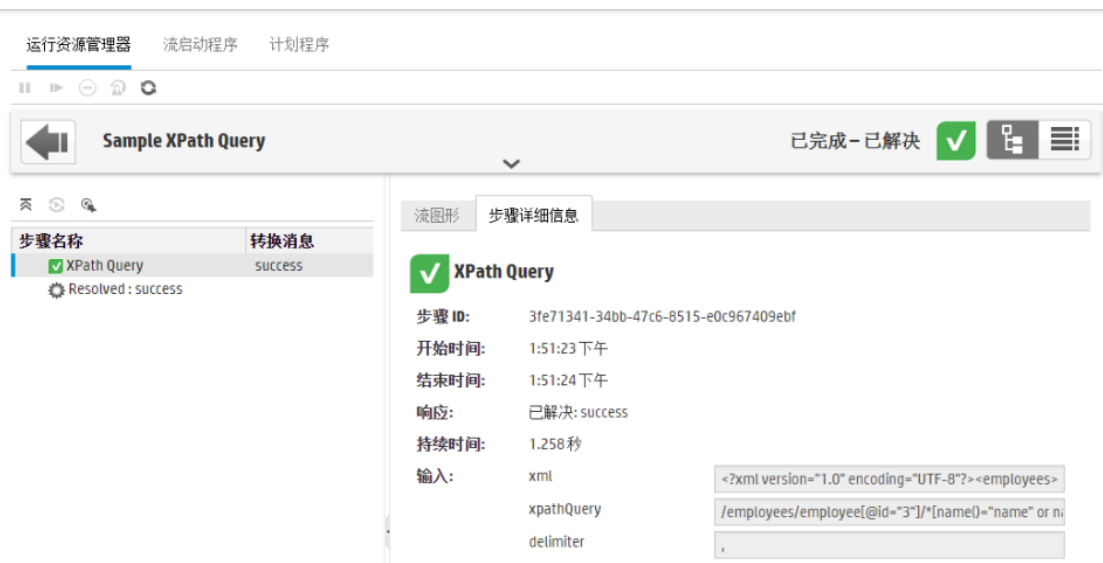 运行资源管理器 流启动程序 计划程序
Sample XPath Query 已完成-已解决
步骤名称 转换消息
XPath Query success
Resolved : success
流图形 步骤详细信息
XPath Query
步骤 ID: 3fe71341-34bb-47c6-8515-e0c967409ebf
开始时间: 1:51:23 下午
结束时间: 1:51:24 下午
响应: 已解决: success
持续时间: 1.258 秒
输入: xml <?xml version="1.0" encoding="UTF-8"?><employees>
xpathQuery /employees/employee[@id="3"]/*[name()="name" or na
delimiter ,